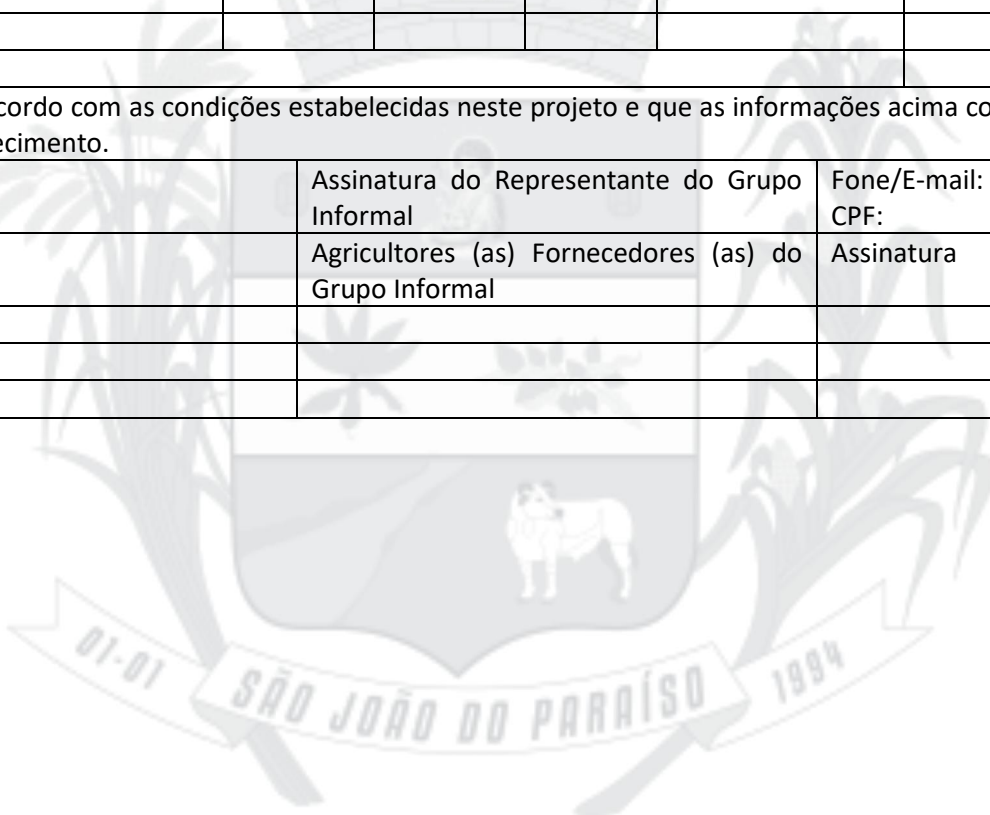 cordo com as condições estabelecidas neste projeto e que as informações acima co
ecimento.
Assinatura do Representante do Grupo
Informal
Fone/E-mail:
CPF:
Agricultores (as) Fornecedores (as) do
Grupo Informal
Assinatura
01-01
SÃO JOÃO DO PARAÍSO
1994